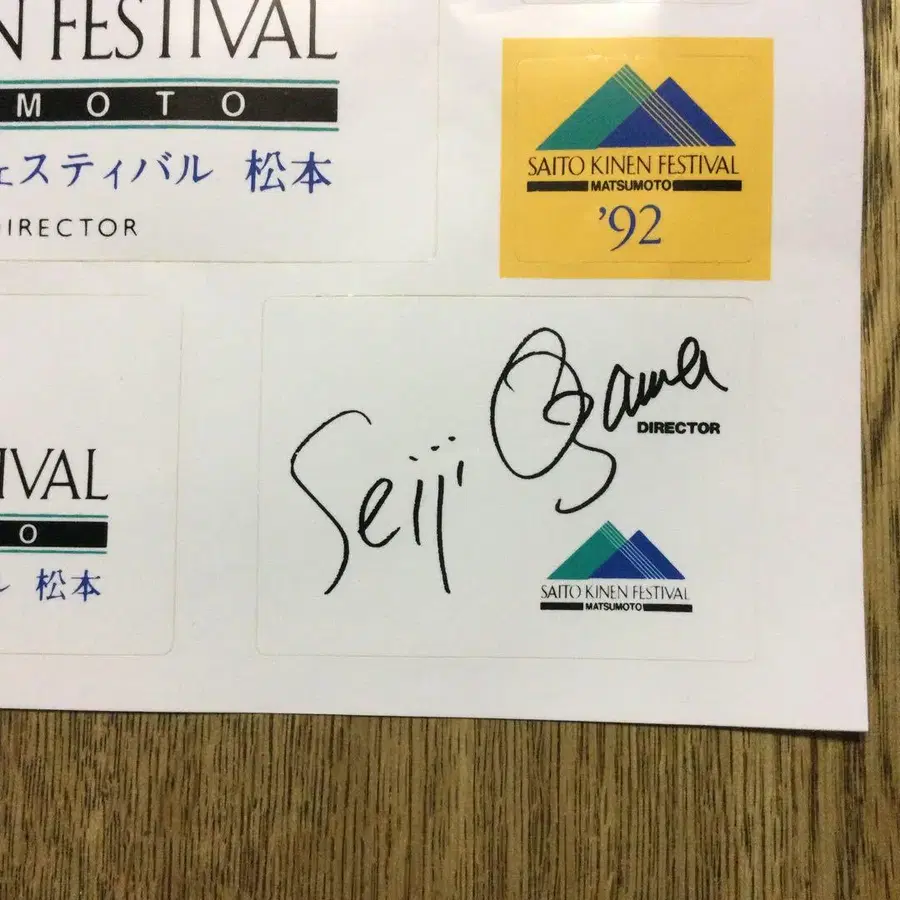 N FESTIVAL
MOTO
ェスティバル 松本
DIRECTOR
SAITO KINEN FESTIVAL
MATSUMOTO
'92
IVAL
O
ル 松本
Seiji Ozawa
DIRECTOR
SAITO KINEN FESTIVAL
MATSUMOTO